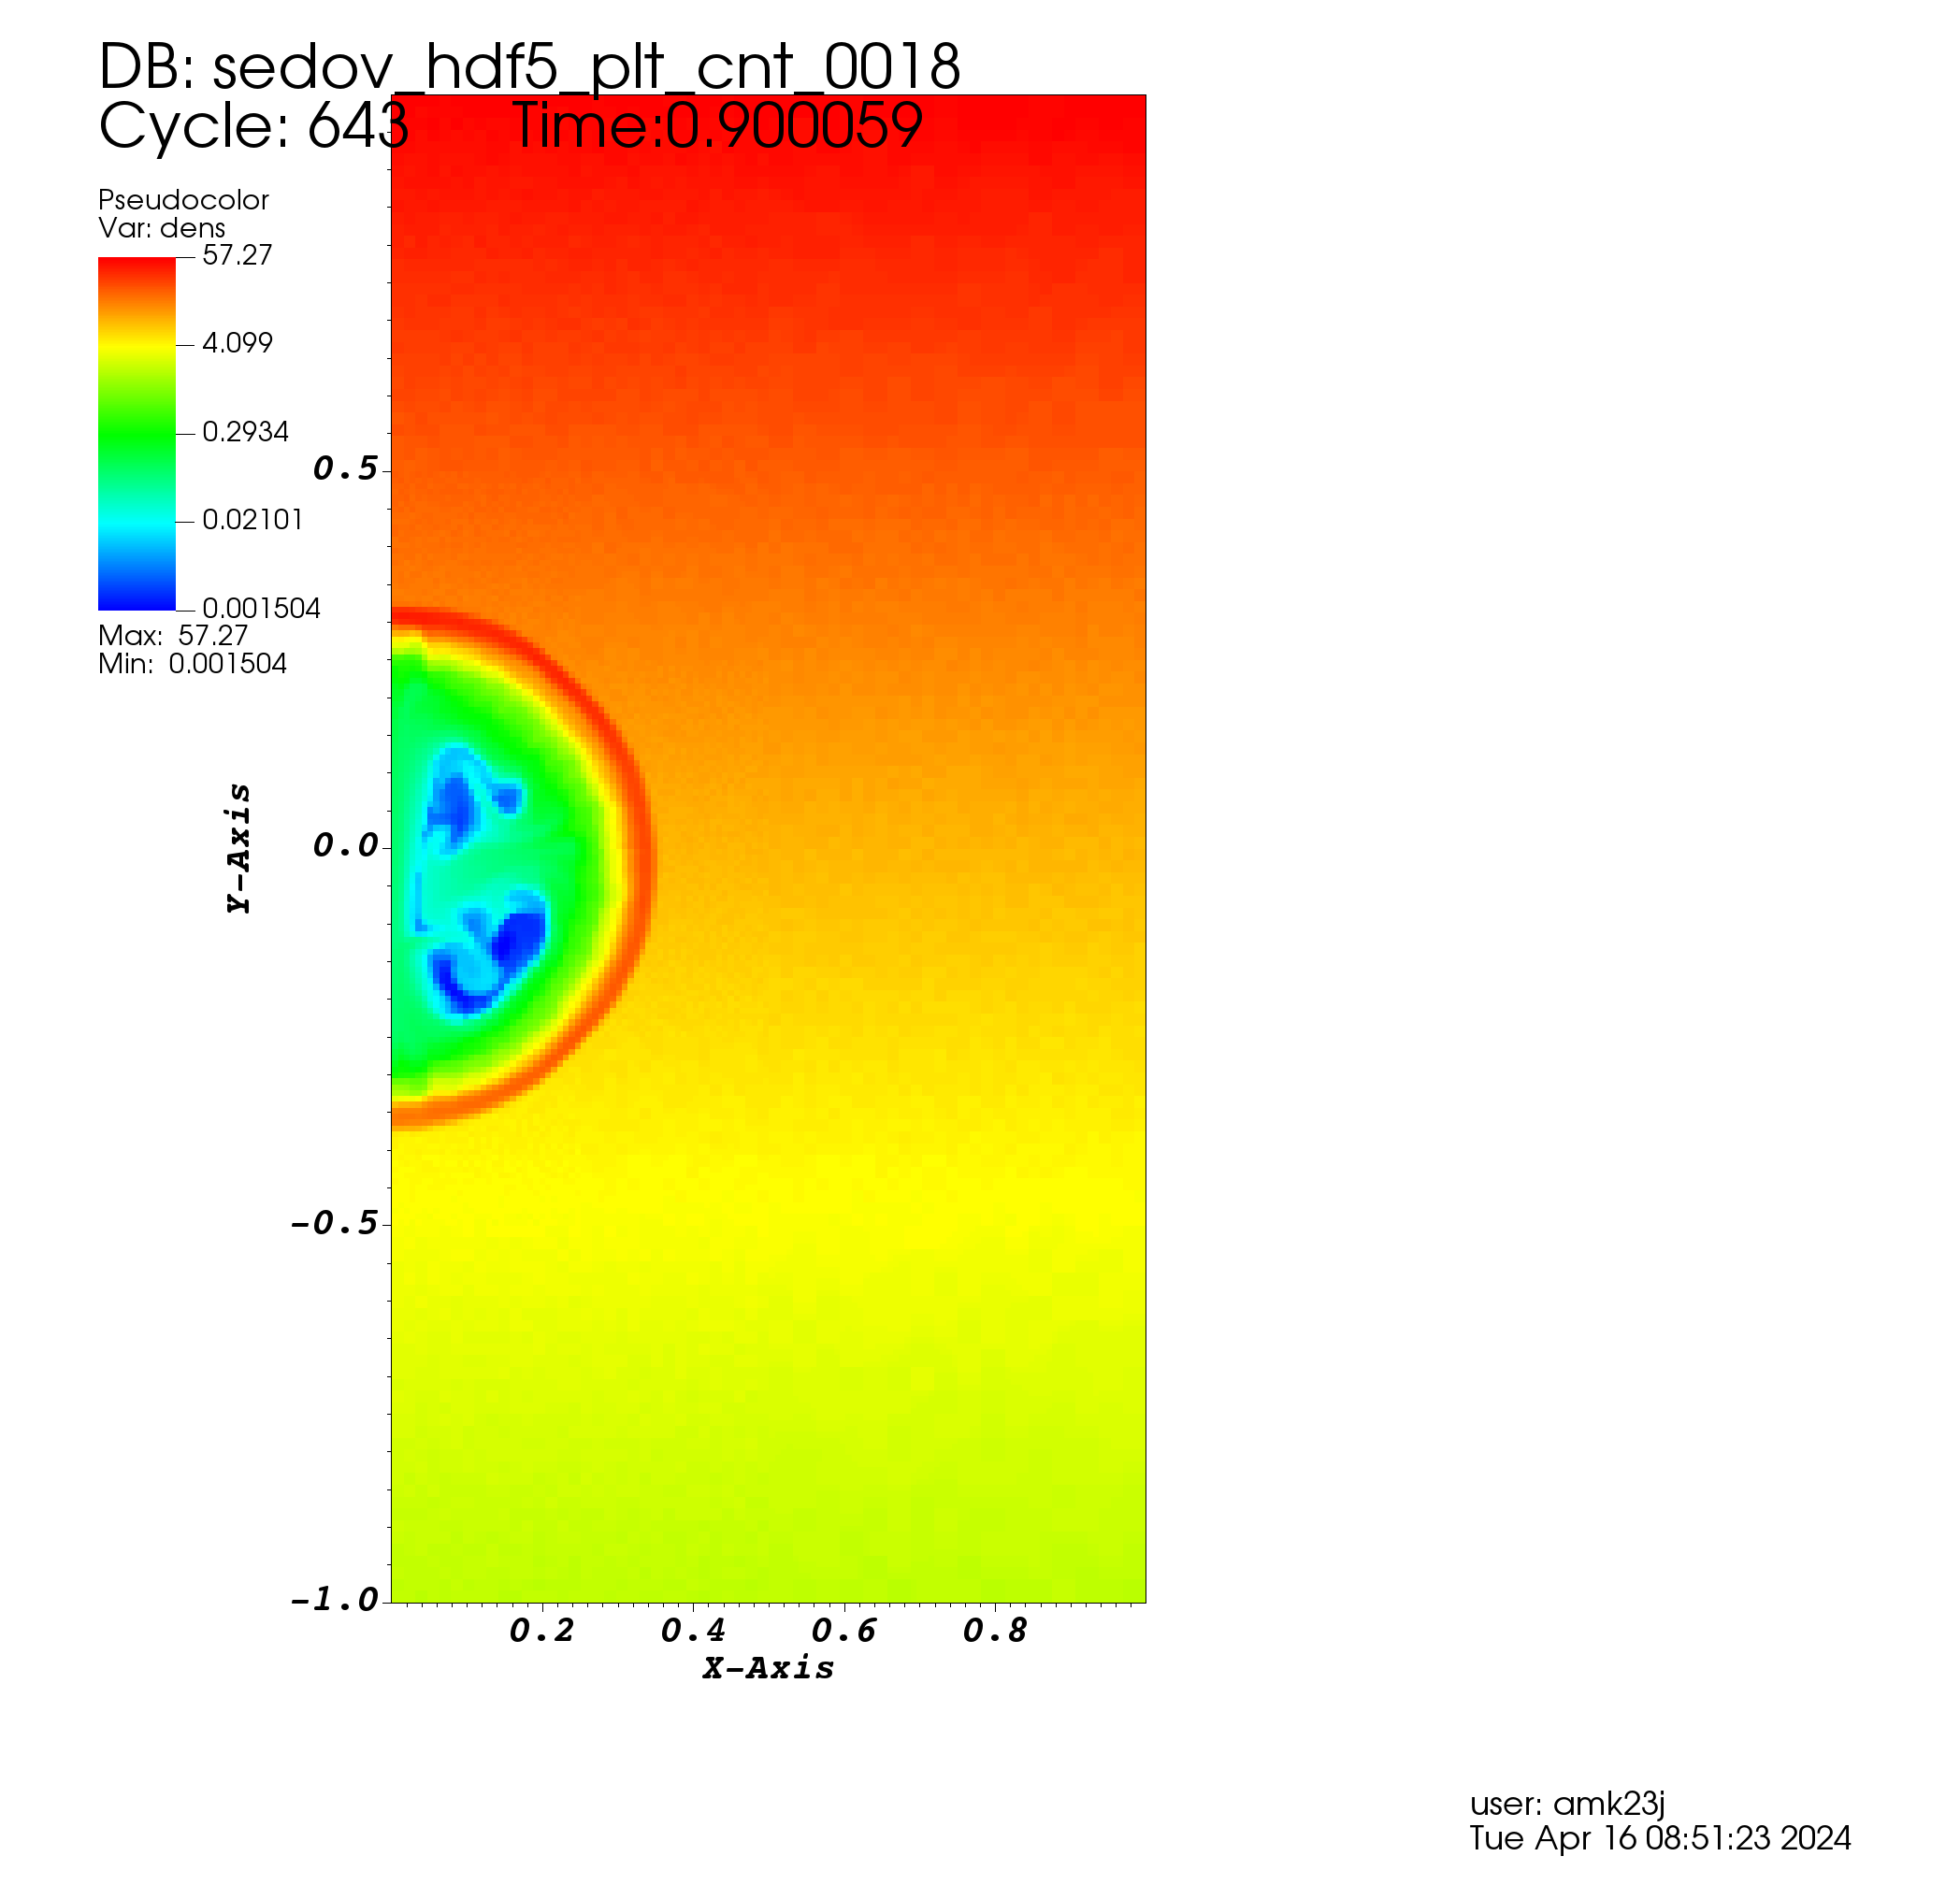 DB: sedov_hdf5_plt_cnt_0018
Cycle: 643 Time:0.900059
Pseudocolor
Var: dens
57.27
4.099
0.2934
0.02101
0.001504
Max: 57.27
Min: 0.001504
0.5
0.0
-0.5
-1.0
Y-Axis
0.2 0.4 0.6 0.8
X-Axis
user: amk23j
Tue Apr 16 08:51:23 2024